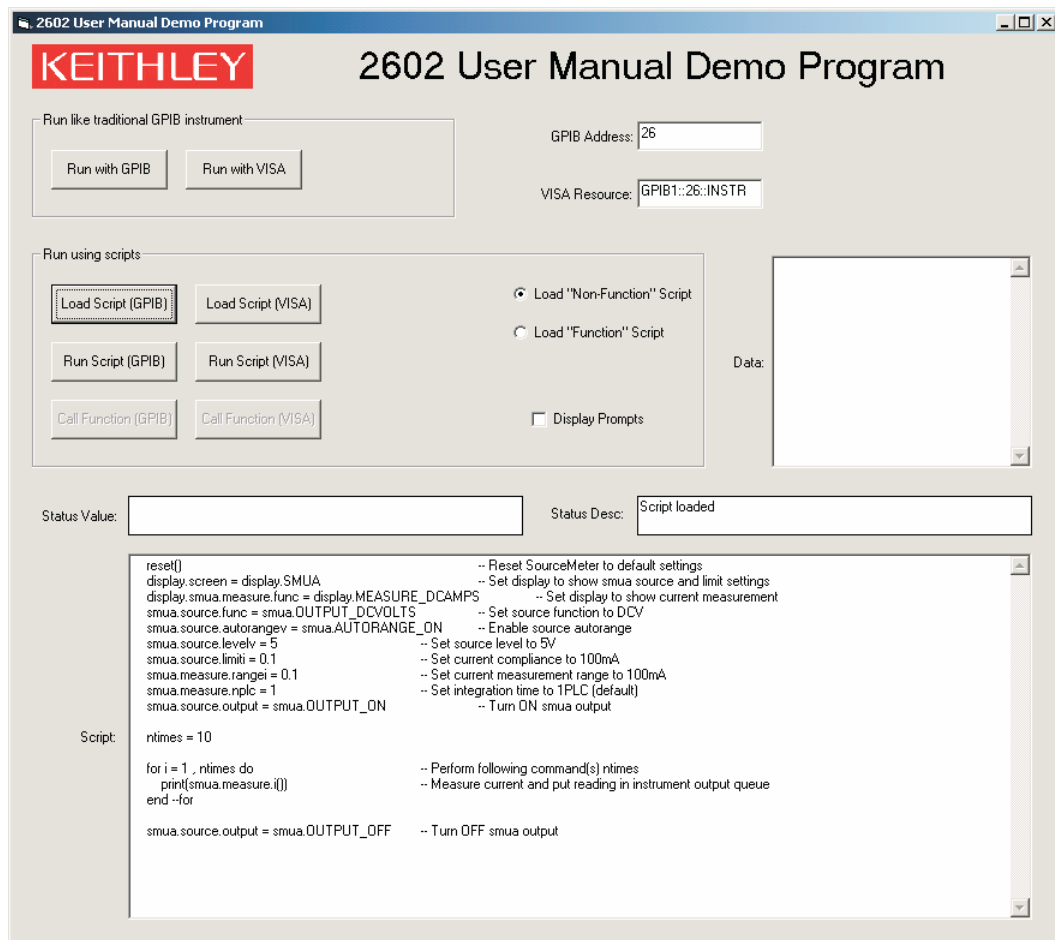 2602 User Manual Demo Program
KEITHLEY
2602 User Manual Demo Program
Run like traditional GPIB instrument
Run with GPIB
Run with VISA
GPIB Address: 26
VISA Resource: GPIB1::26::INSTR
Run using scripts
Load Script (GPIB)
Load Script (VISA)
Load "Non-Function" Script
Load "Function" Script
Run Script (GPIB)
Run Script (VISA)
Call Function (GPIB)
Call Function (VISA)
Display Prompts
Data:
Status Value:
Status Desc: Script loaded
Script:
reset() -- Reset SourceMeter to default settings
display.screen = display.SMUA -- Set display to show smua source and limit settings
display.smua.measure.func = display.MEASURE_DCAMPS -- Set display to show current measurement
smua.source.func = smua.OUTPUT_DCVOLTS -- Set source function to DCV
smua.source.autorangev = smua.AUTORANGE_ON -- Enable source autorange
smua.source.levelv = 5 -- Set source level to 5V
smua.source.limiti = 0.1 -- Set current compliance to 100mA
smua.measure.rangei = 0.1 -- Set current measurement range to 100mA
smua.measure.nplc = 1 -- Set integration time to 1PLC (default)
smua.source.output = smua.OUTPUT_ON -- Turn ON smua output
ntimes = 10
for i = 1 , ntimes do -- Perform following command(s) ntimes
print(smua.measure.i()) -- Measure current and put reading in instrument output queue
end --for
smua.source.output = smua.OUTPUT_OFF -- Turn OFF smua output